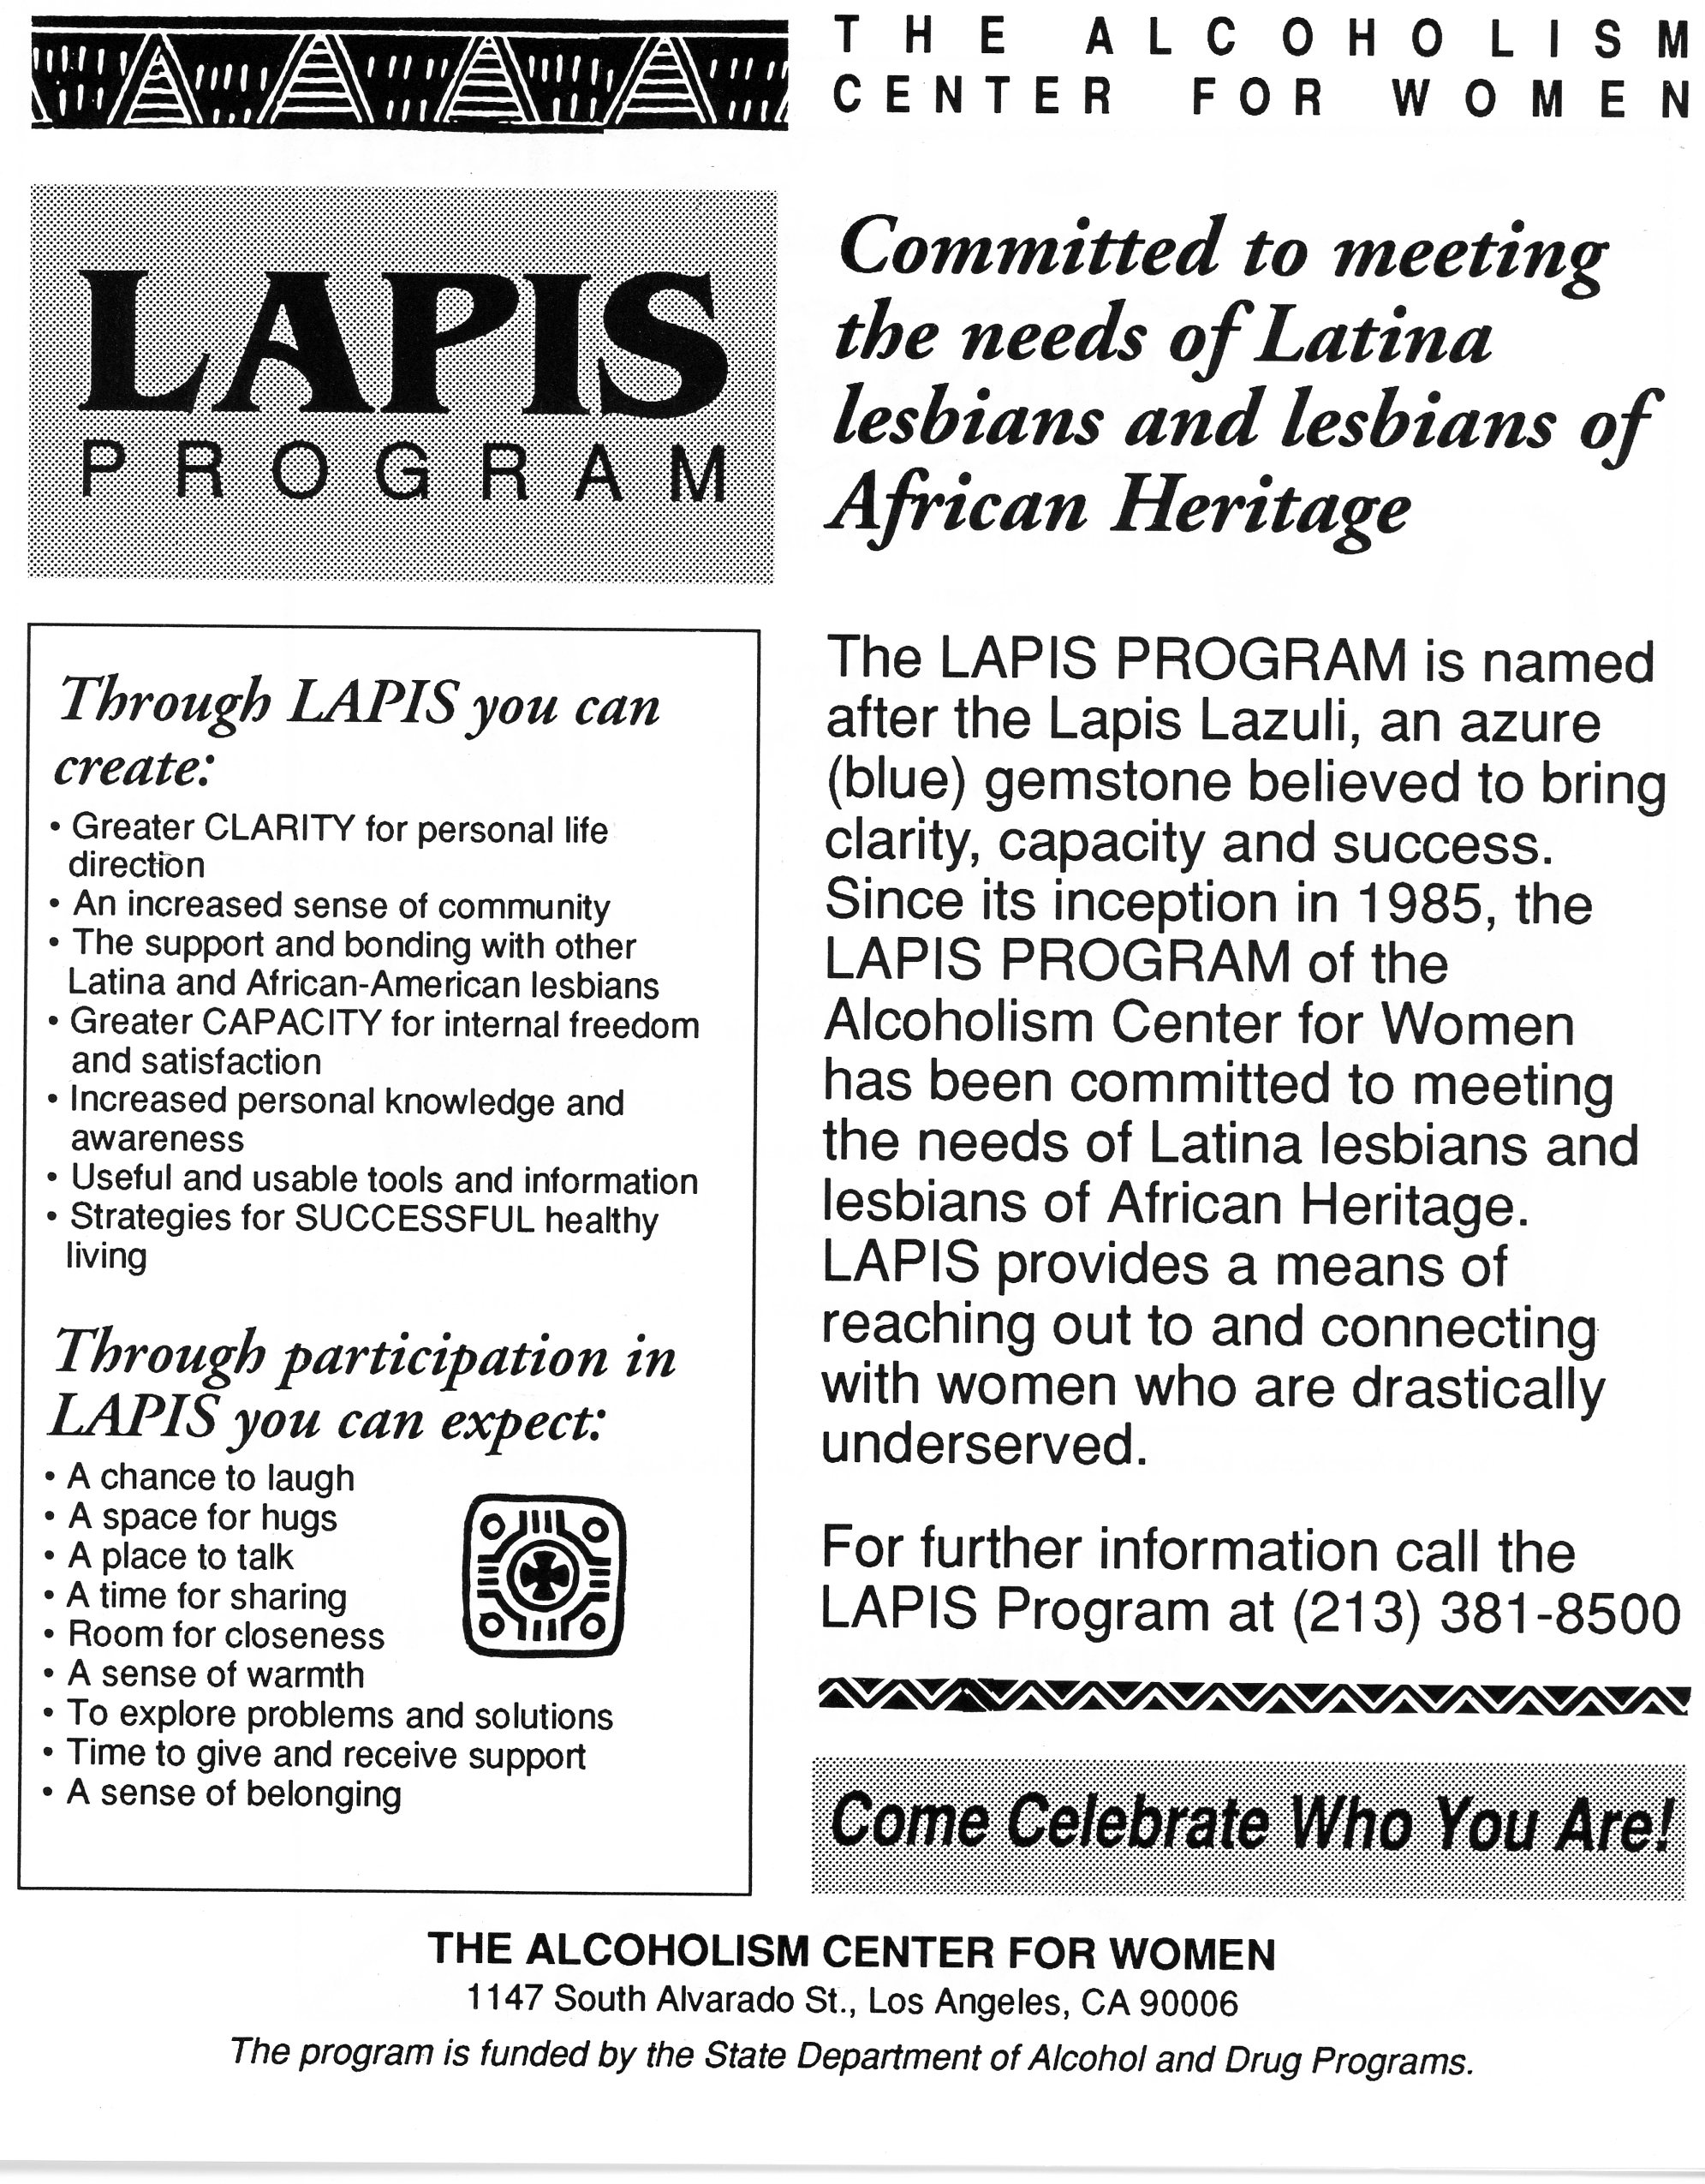 THE ALCOHOLISM
CENTER FOR WOMEN
LAPIS
PROGRAM
Committed to meeting
the needs of Latina
lesbians and lesbians of
African Heritage
Through LAPIS you can
create:
• Greater CLARITY for personal life
direction
• An increased sense of community
• The support and bonding with other
Latina and African-American lesbians
• Greater CAPACITY for internal freedom
and satisfaction
• Increased personal knowledge and
awareness
• Useful and usable tools and information
• Strategies for SUCCESSFUL healthy
living
Through participation in
LAPIS you can expect:
• A chance to laugh
• A space for hugs
• A place to talk
• A time for sharing
• Room for closeness
• A sense of warmth
• To explore problems and solutions
• Time to give and receive support
• A sense of belonging
The LAPIS PROGRAM is named
after the Lapis Lazuli, an azure
(blue) gemstone believed to bring
clarity, capacity and success.
Since its inception in 1985, the
LAPIS PROGRAM of the
Alcoholism Center for Women
has been committed to meeting
the needs of Latina lesbians and
lesbians of African Heritage.
LAPIS provides a means of
reaching out to and connecting
with women who are drastically
underserved.
For further information call the
LAPIS Program at (213) 381-8500
Come Celebrate Who You Are!
THE ALCOHOLISM CENTER FOR WOMEN
1147 South Alvarado St., Los Angeles, CA 90006
The program is funded by the State Department of Alcohol and Drug Programs.